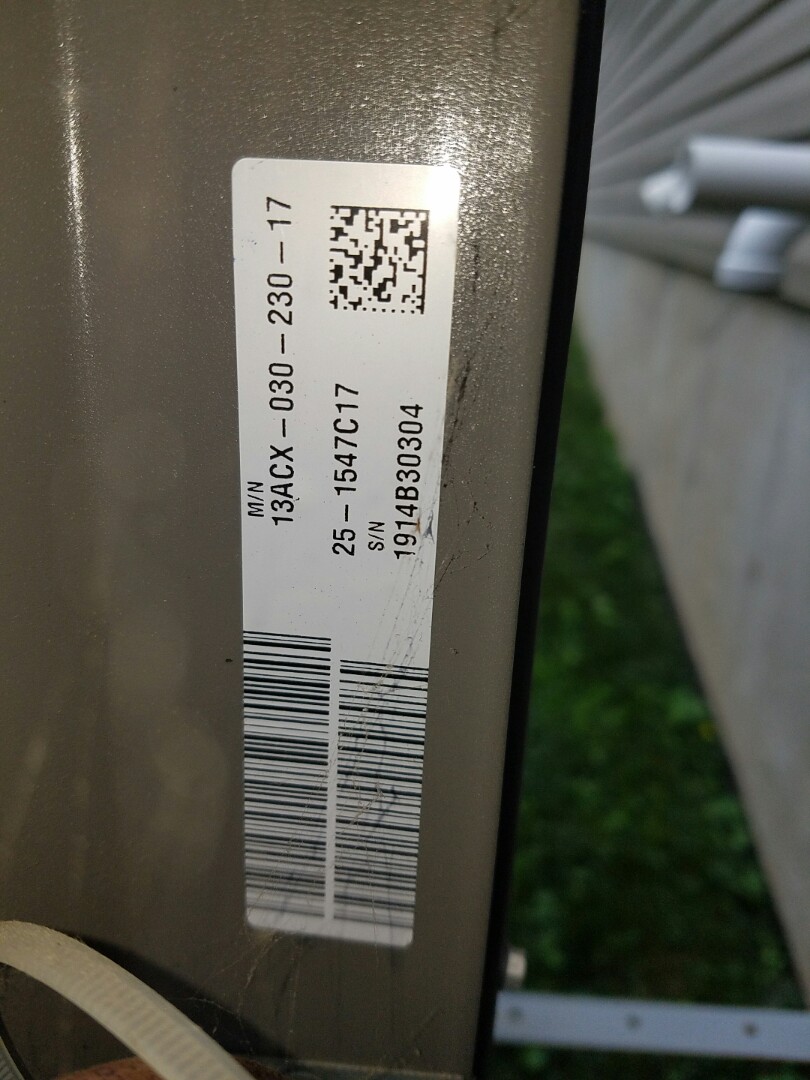 M/N
13ACX-030-230-17
25-1547C17
S/N
1914B30304